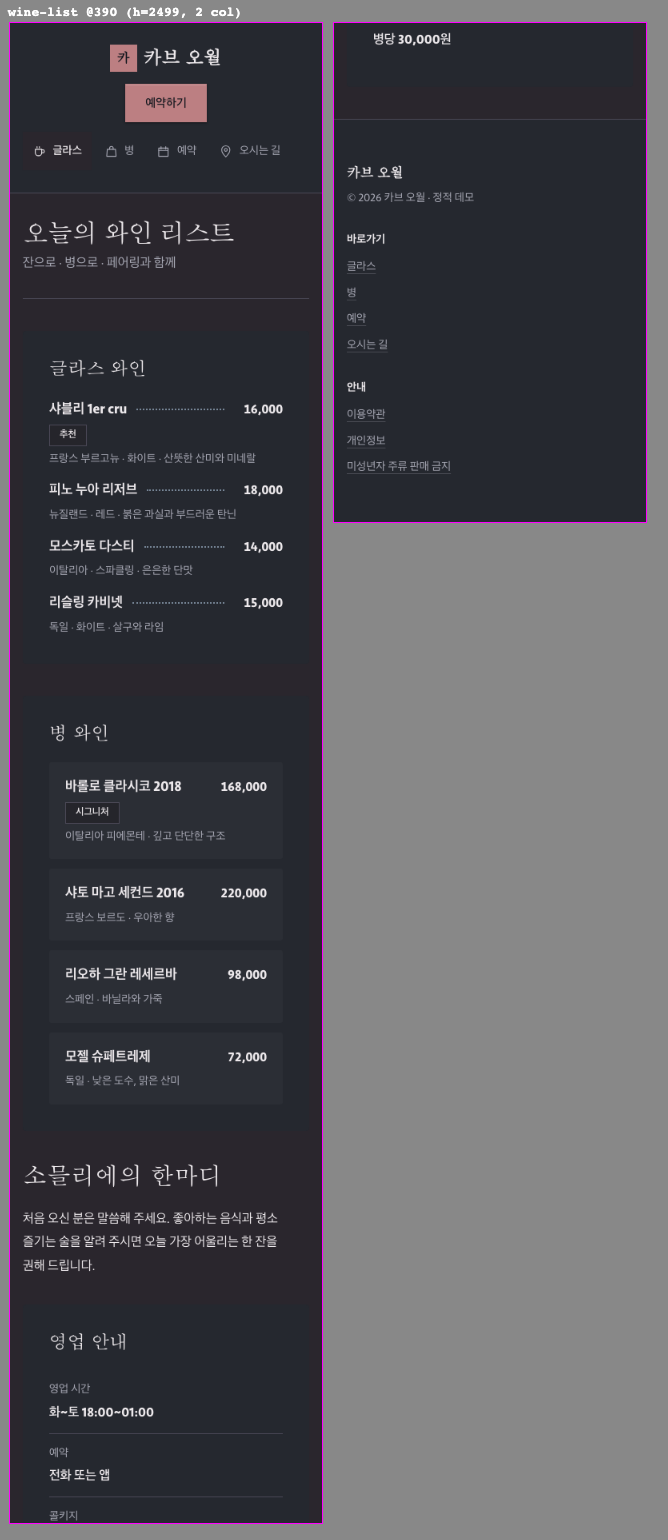 wine-list @390 (h=2499, 2 col)
카 카브 오월
예약하기
글라스 병 예약 오시는 길
오늘의 와인 리스트
잔으로 · 병으로 · 페어링과 함께
글라스 와인
샤블리 1er cru 16,000
추천
프랑스 부르고뉴 · 화이트 · 산뜻한 산미와 미네랄
피노 누아 리저브 18,000
뉴질랜드 · 레드 · 붉은 과실과 부드러운 탄닌
모스카토 다스티 14,000
이탈리아 · 스파클링 · 은은한 단맛
리슬링 카비넷 15,000
독일 · 화이트 · 살구와 라임
병 와인
바롤로 클라시코 2018 168,000
시그니처
이탈리아 피에몬테 · 깊고 단단한 구조
샤토 마고 세컨드 2016 220,000
프랑스 보르도 · 우아한 향
리오하 그란 레세르바 98,000
스페인 · 바닐라와 가죽
모젤 슈페트레제 72,000
독일 · 낮은 도수, 맑은 산미
소믈리에의 한마디
처음 오신 분은 말씀해 주세요. 좋아하는 음식과 평소
즐기는 술을 알려 주시면 오늘 가장 어울리는 한 잔을
권해 드립니다.
영업 안내
영업 시간
화~토 18:00~01:00
예약
전화 또는 앱
콜키지
병당 30,000원
카브 오월
© 2026 카브 오월 · 정적 데모
바로가기
글라스
병
예약
오시는 길
안내
이용약관
개인정보
미성년자 주류 판매 금지